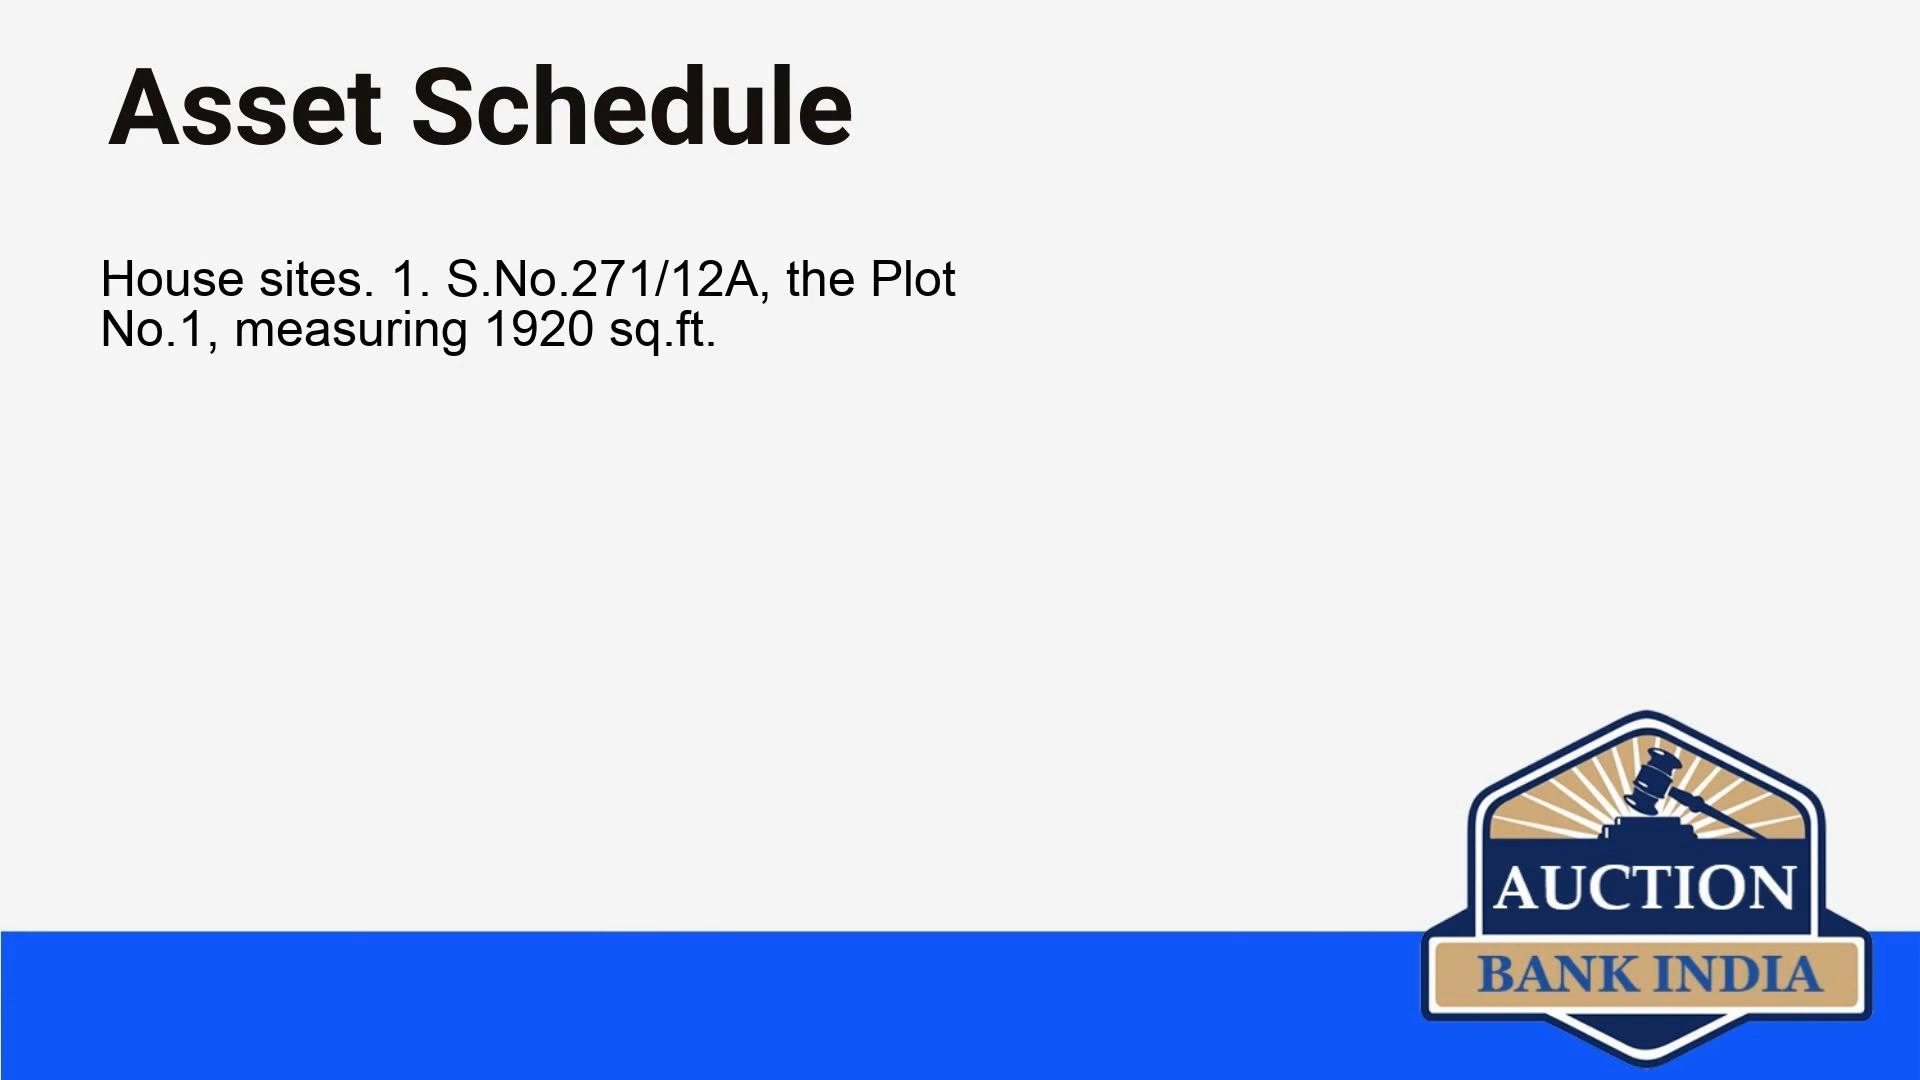 Asset Schedule
House sites. 1. S.No.271/12A, the Plot
No.1, measuring 1920 sq.ft.
AUCTION
BANK INDIA